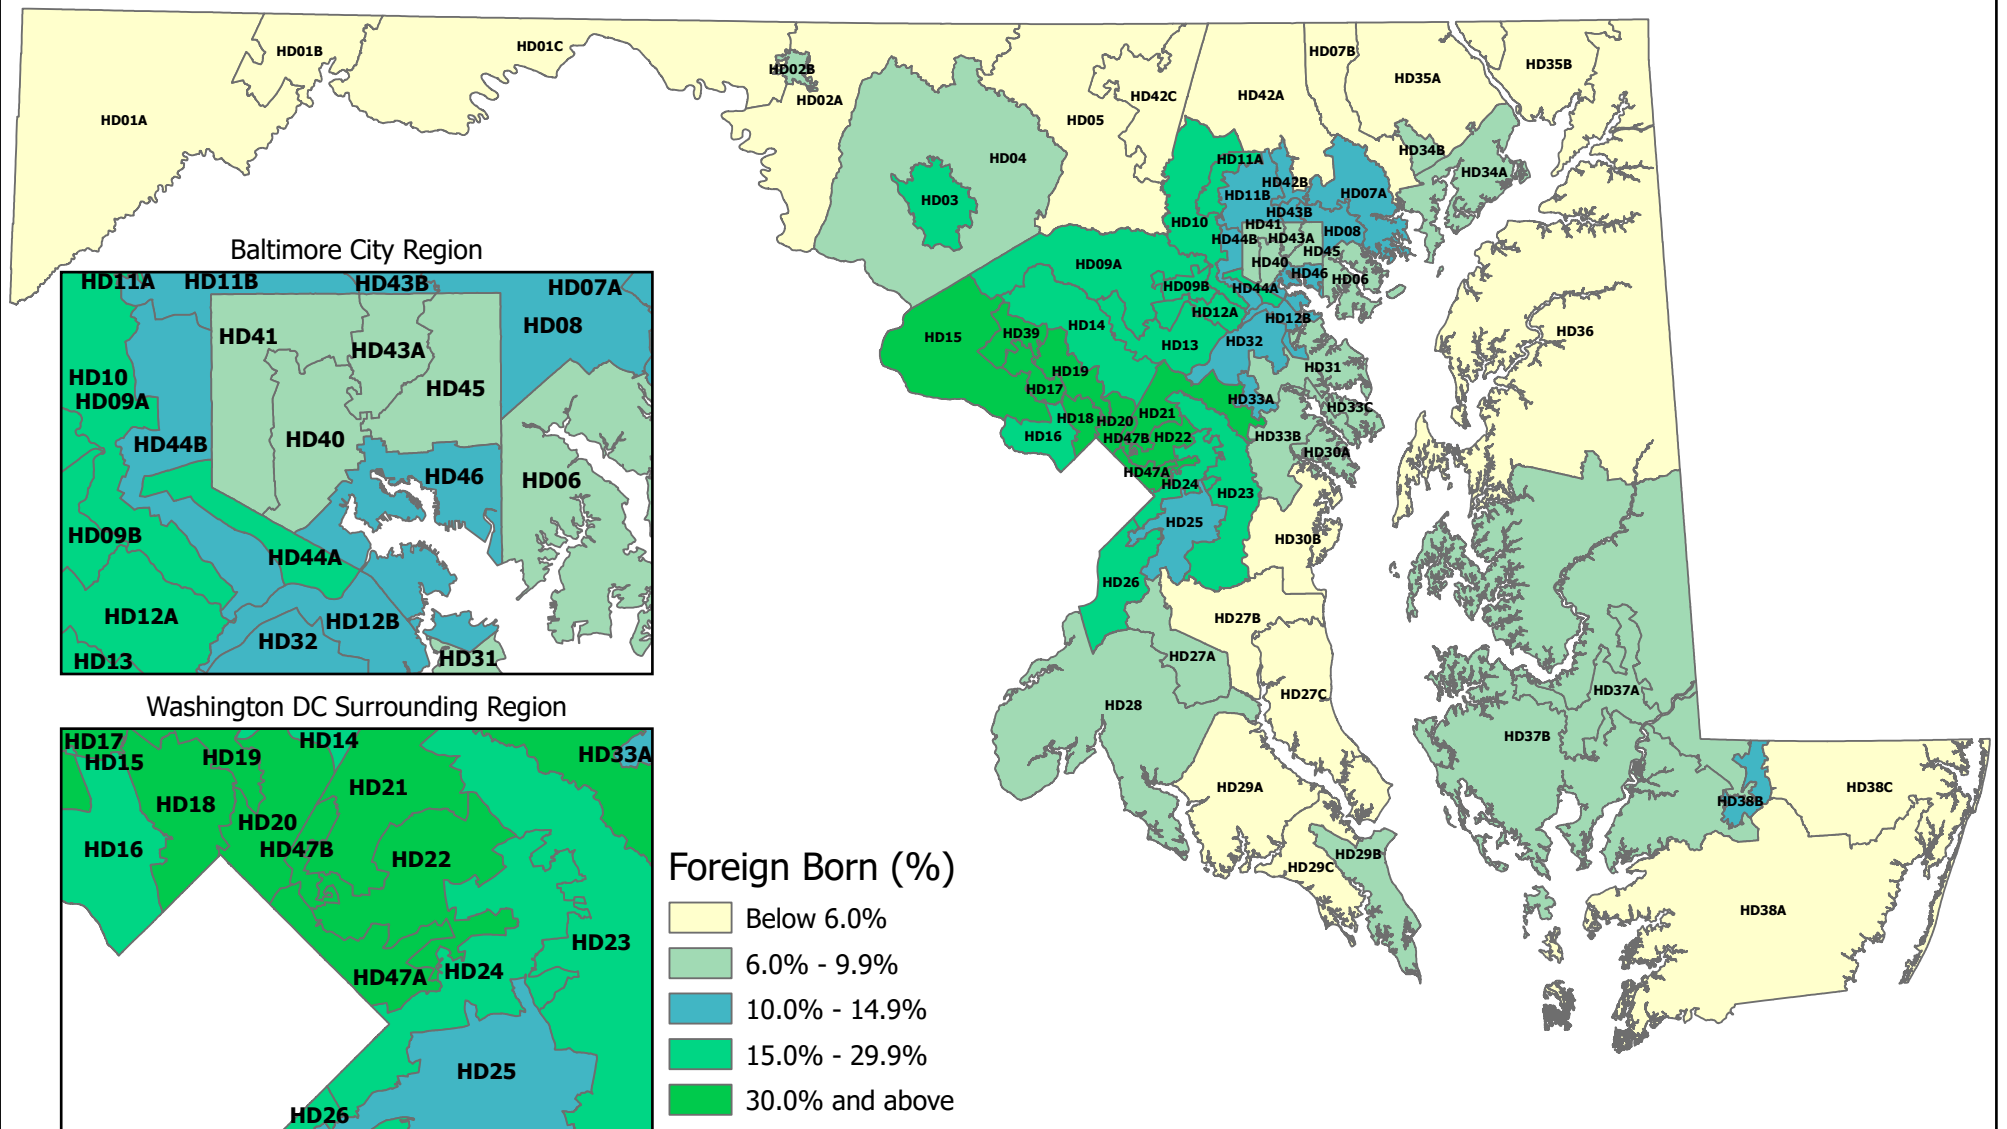 HD01A
HD01B
HD01C
HD02B
HD02A
HD42C
HD05
HD42A
HD07B
HD35A
HD35B
HD04
HD03
HD34B
HD34A
HD11A
HD42B
HD11B
HD07A
HD10
HD43B
HD41
HD08
HD44B
HD43A
HD45
HD40
HD46
HD06
HD09A
HD09B
HD44A
HD12A
HD12B
HD36
HD15
HD39
HD14
HD13
HD32
HD19
HD31
HD17
HD33A
HD33C
HD18
HD20
HD21
HD16
HD47B
HD22
HD33B
HD30A
HD47A
HD24
HD23
HD25
HD30B
HD26
HD27B
HD27A
HD27C
HD28
HD37A
HD37B
HD29A
HD38B
HD38C
HD29B
HD29C
HD38A
Baltimore City Region
HD11A
HD11B
HD43B
HD07A
HD08
HD41
HD43A
HD10
HD45
HD09A
HD44B
HD40
HD46
HD06
HD09B
HD44A
HD12A
HD12B
HD32
HD13
HD31
Washington DC Surrounding Region
HD17
HD15
HD19
HD14
HD33A
HD18
HD21
HD20
HD16
HD47B
HD22
HD23
HD47A
HD24
HD25
HD26
Foreign Born (%)
Below 6.0%
6.0% - 9.9%
10.0% - 14.9%
15.0% - 29.9%
30.0% and above